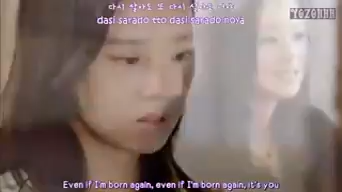 다시 살아도 또 다시 살아도 너야
dasi sarado tto dasi sarado noya
YEZERAA
Even if I'm born again, even if I'm born again, it's you